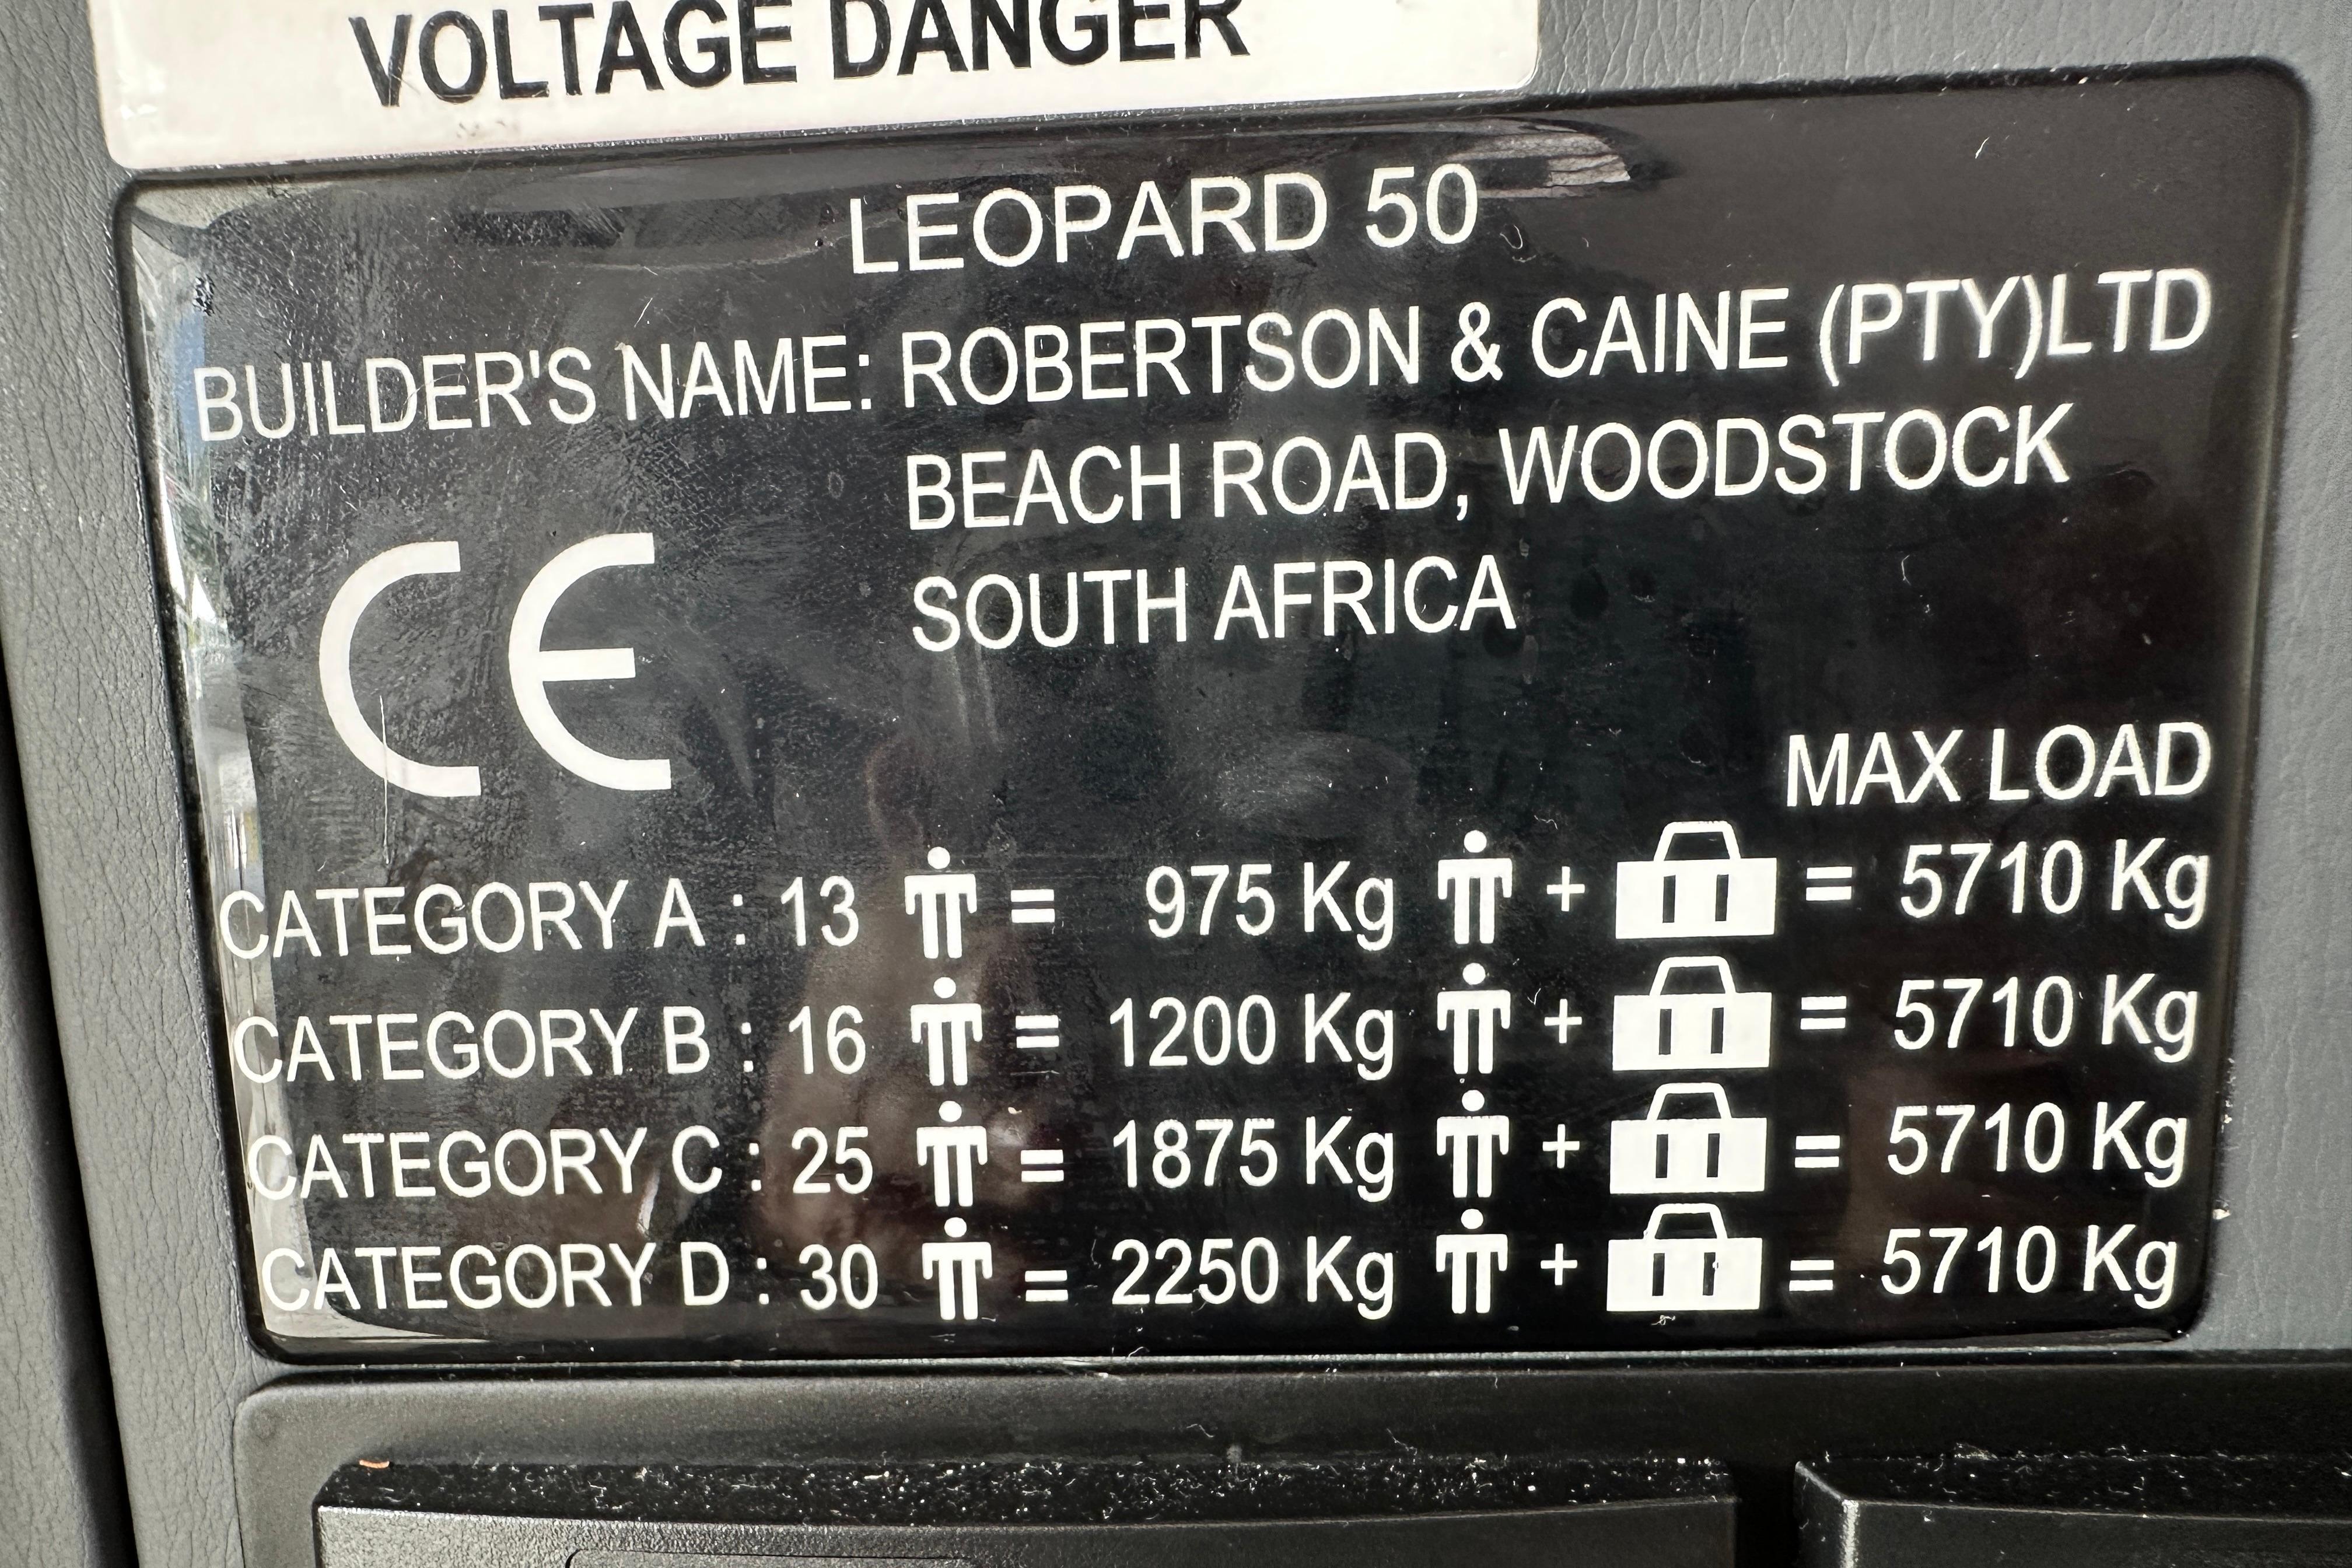 VOLTAGE DANGER
LEOPARD 50
BUILDER'S NAME: ROBERTSON & CAINE (PTY)LTD
BEACH ROAD, WOODSTOCK
SOUTH AFRICA
CE
MAX LOAD
CATEGORY A : 13 = 975 Kg + = 5710 Kg
CATEGORY B : 16 = 1200 Kg + = 5710 Kg
CATEGORY C : 25 = 1875 Kg + = 5710 Kg
CATEGORY D : 30 = 2250 Kg + = 5710 Kg